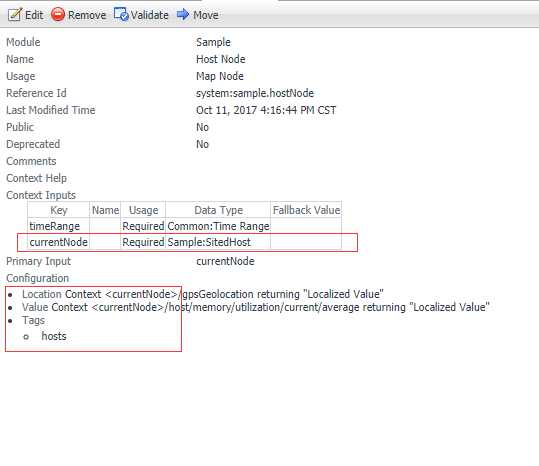 Edit Remove Validate Move
Module Sample
Name Host Node
Usage Map Node
Reference Id system:sample.hostNode
Last Modified Time Oct 11, 2017 4:16:44 PM CST
Public No
Deprecated No
Comments
Context Help
Context Inputs
Key Name Usage Data Type Fallback Value
timeRange Required Common:Time Range
currentNode Required Sample:SitedHost
Primary Input currentNode
Configuration
• Location Context <currentNode>/gpsGeolocation returning "Localized Value"
• Value Context <currentNode>/host/memory/utilization/current/average returning "Localized Value"
• Tags
◦ hosts